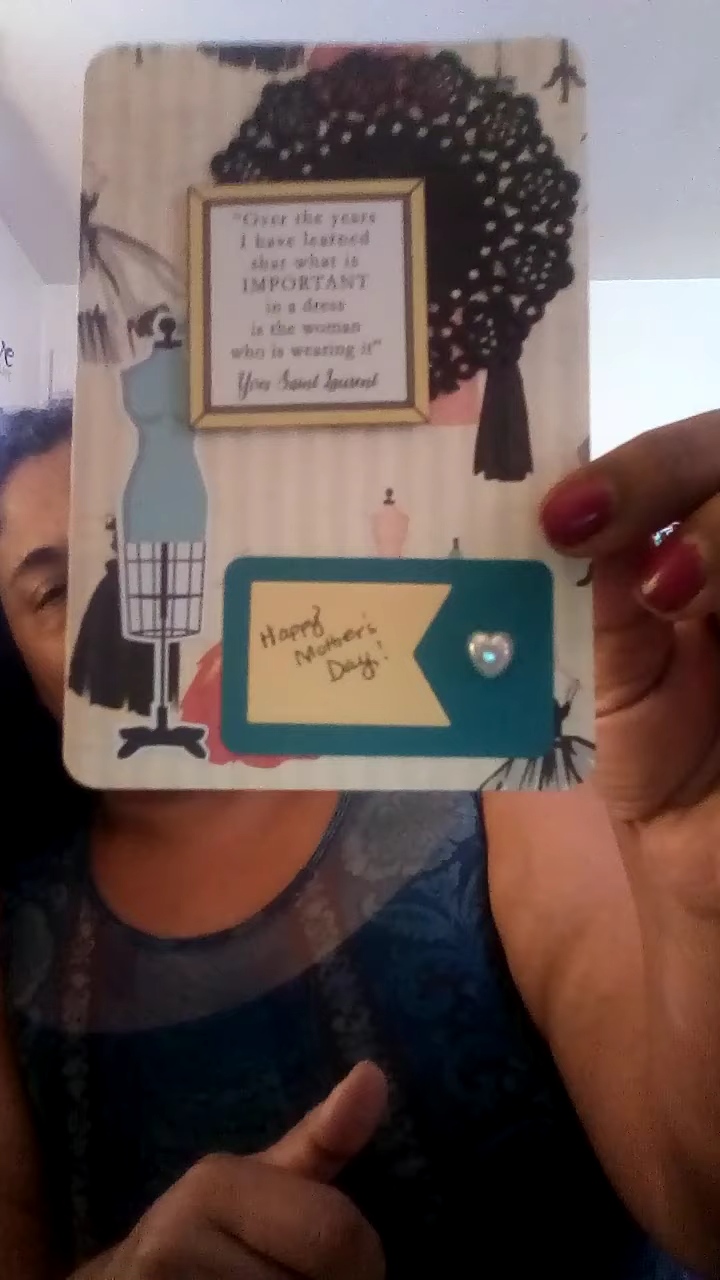 "Over the years
I have learned
that what is
IMPORTANT
in a dress
is the woman
who is wearing it"
Yves Saint Laurent
Happy
Mother's
Day!